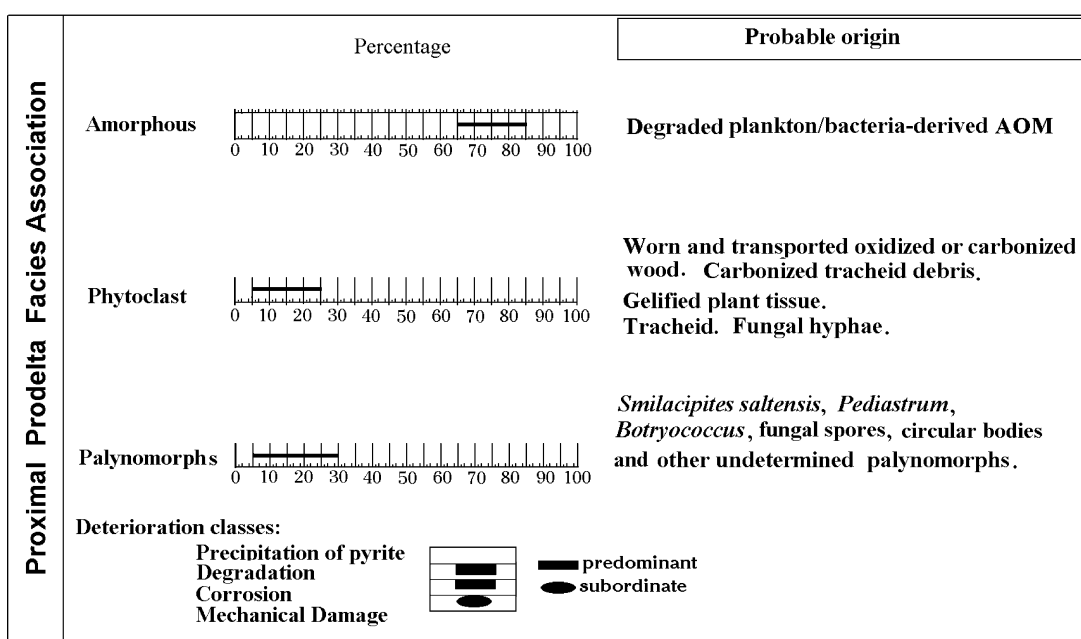 Proximal Prodelta Facies Association
Percentage
Probable origin
Amorphous
0 10 20 30 40 50 60 70 80 90 100
Degraded plankton/bacteria-derived AOM
Phytoclast
0 10 20 30 40 50 60 70 80 90 100
Worn and transported oxidized or carbonized
wood. Carbonized tracheid debris.
Gelified plant tissue.
Tracheid. Fungal hyphae.
Palynomorphs
0 10 20 30 40 50 60 70 80 90 100
Smilacipites saltensis, Pediastrum,
Botryococcus, fungal spores, circular bodies
and other undetermined palynomorphs.
Deterioration classes:
Precipitation of pyrite
Degradation
Corrosion
Mechanical Damage
predominant
subordinate